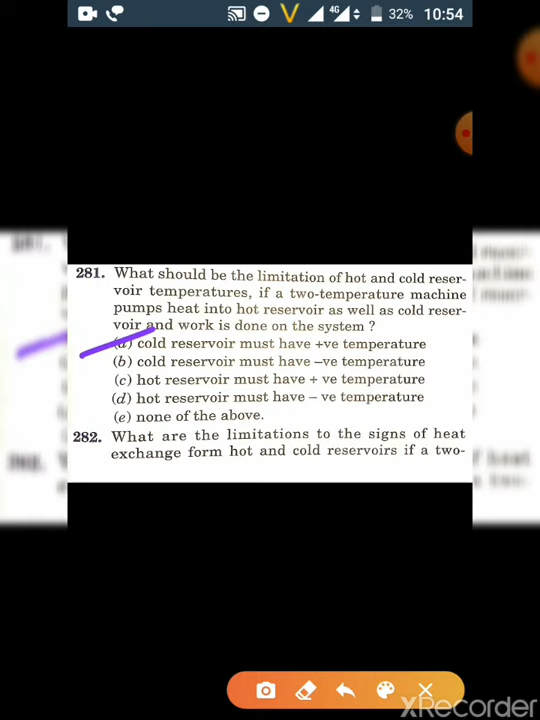 4G 32% 10:54
281. What should be the limitation of hot and cold reser-
voir temperatures, if a two-temperature machine
pumps heat into hot reservoir as well as cold reser-
voir and work is done on the system ?
(a) cold reservoir must have +ve temperature
(b) cold reservoir must have –ve temperature
(c) hot reservoir must have + ve temperature
(d) hot reservoir must have – ve temperature
(e) none of the above.
282. What are the limitations to the signs of heat
exchange form hot and cold reservoirs if a two-
XRecorder